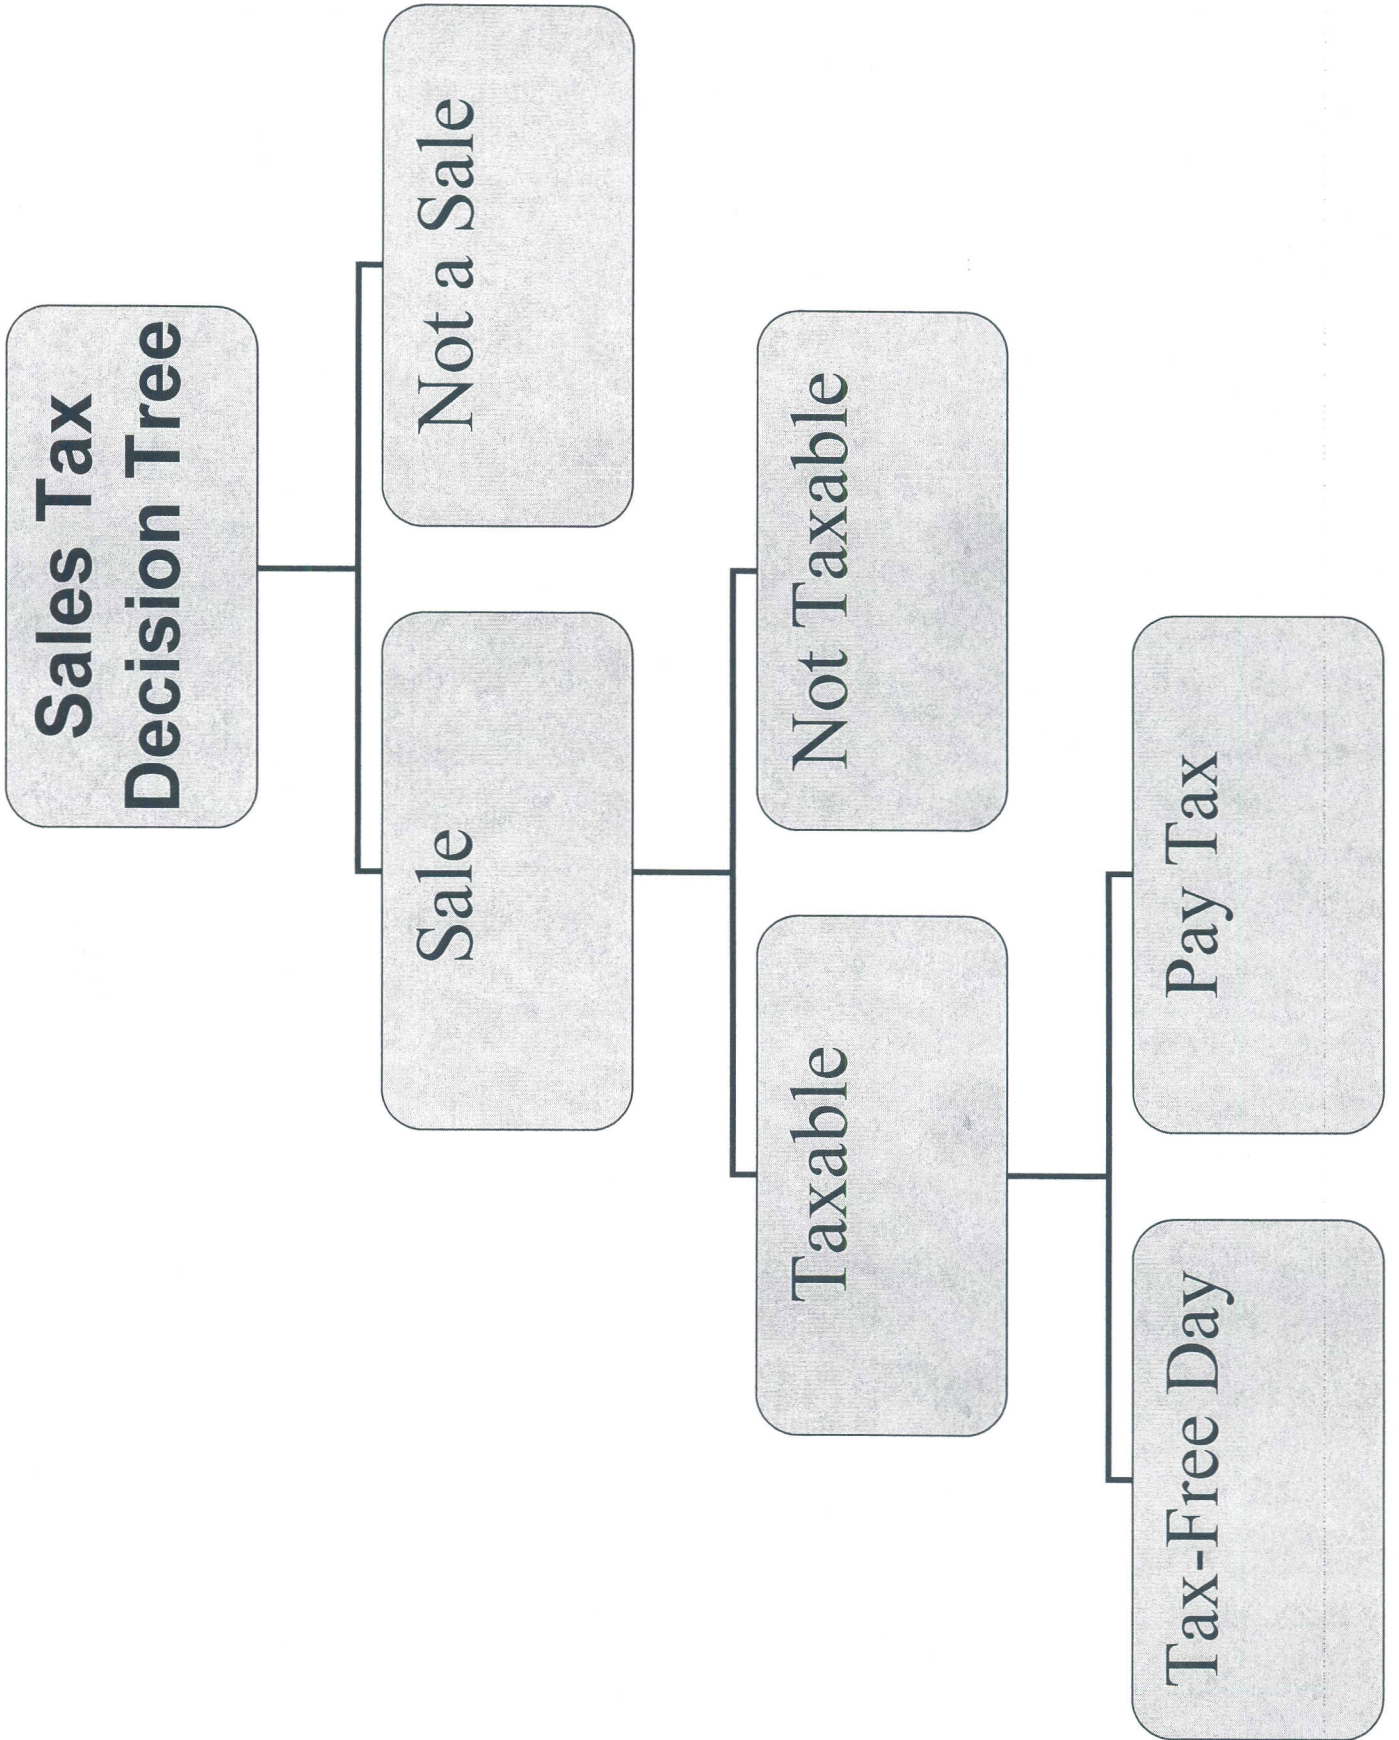 Sales Tax
Decision Tree
Sale
Not a Sale
Taxable
Not Taxable
Tax-Free Day
Pay Tax